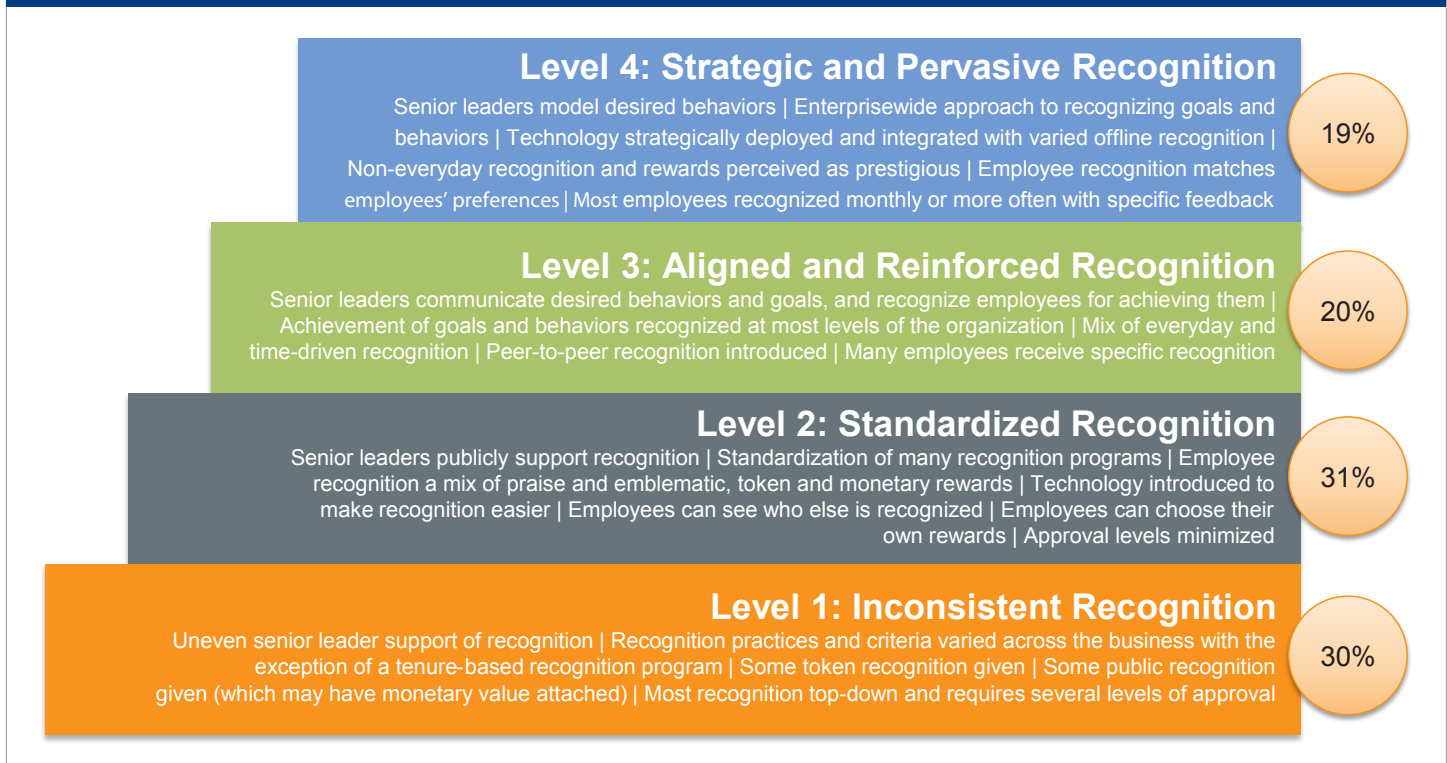 Level 4: Strategic and Pervasive Recognition
Senior leaders model desired behaviors | Enterprisewide approach to recognizing goals and
behaviors | Technology strategically deployed and integrated with varied offline recognition |
Non-everyday recognition and rewards perceived as prestigious | Employee recognition matches
employees’ preferences | Most employees recognized monthly or more often with specific feedback
19%
Level 3: Aligned and Reinforced Recognition
Senior leaders communicate desired behaviors and goals, and recognize employees for achieving them |
Achievement of goals and behaviors recognized at most levels of the organization | Mix of everyday and
time-driven recognition | Peer-to-peer recognition introduced | Many employees receive specific recognition
20%
Level 2: Standardized Recognition
Senior leaders publicly support recognition | Standardization of many recognition programs | Employee
recognition a mix of praise and emblematic, token and monetary rewards | Technology introduced to
make recognition easier | Employees can see who else is recognized | Employees can choose their
own rewards | Approval levels minimized
31%
Level 1: Inconsistent Recognition
Uneven senior leader support of recognition | Recognition practices and criteria varied across the business with the
exception of a tenure-based recognition program | Some token recognition given | Some public recognition
given (which may have monetary value attached) | Most recognition top-down and requires several levels of approval
30%